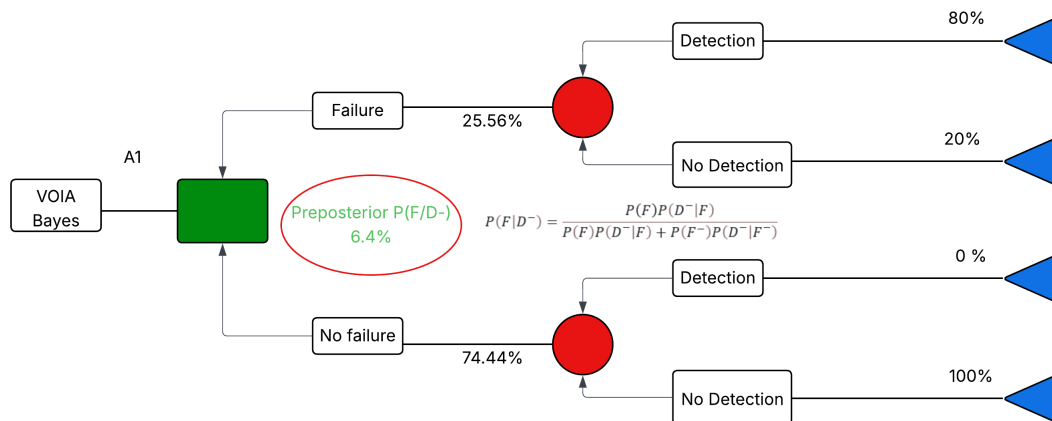 80%
Detection
Failure
25.56%
A1
20%
No Detection
VOIA
Bayes
Preposterior P(F/D-)
6.4%
P(F|D⁻) = P(F)P(D⁻|F) / P(F)P(D⁻|F) + P(F⁻)P(D⁻|F⁻)
0 %
Detection
No failure
74.44%
100%
No Detection